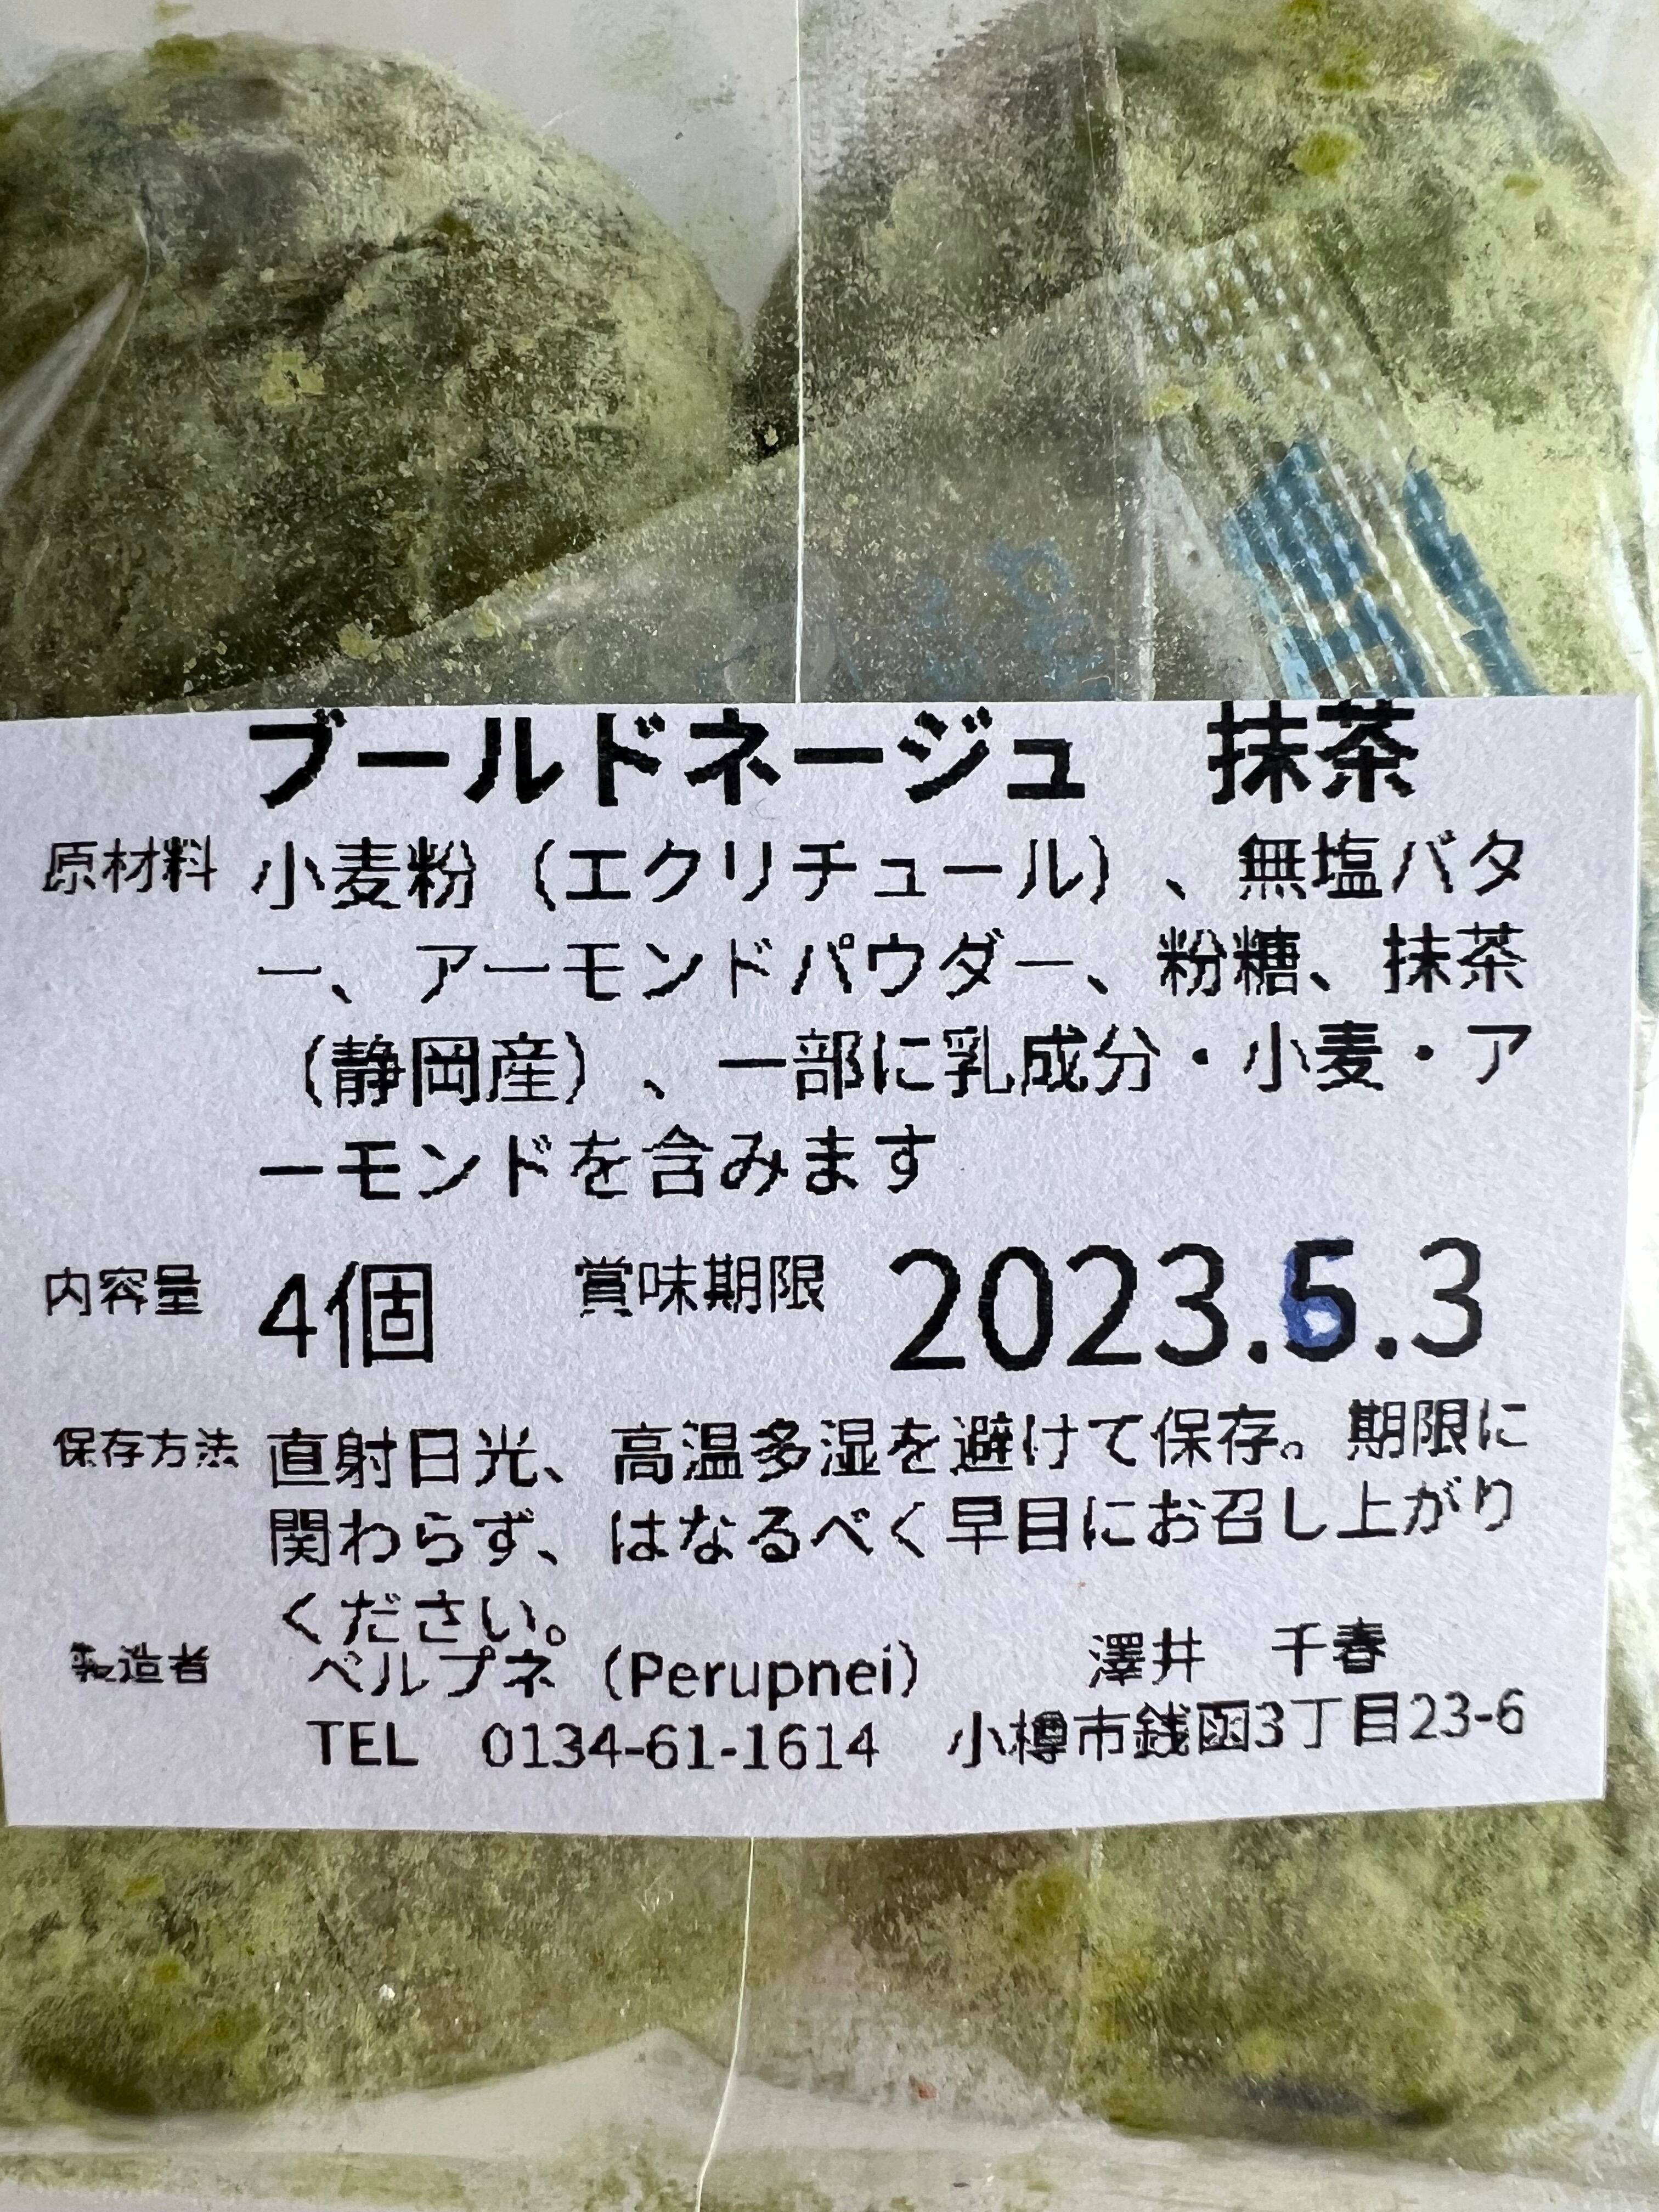 ブールドネージュ　抹茶
原材料 小麦粉（エクリチュール）、無塩バタ
ー、アーモンドパウダー、粉糖、抹茶
（静岡産）、一部に乳成分・小麦・ア
ーモンドを含みます
内容量 4個 賞味期限 2023.6.3
保存方法 直射日光、高温多湿を避けて保存。期限に
関わらず、はなるべく早目にお召し上がり
ください。
製造者 ペルプネ（Perupnei） 澤井　千春
TEL 0134-61-1614 小樽市銭函3丁目23-6